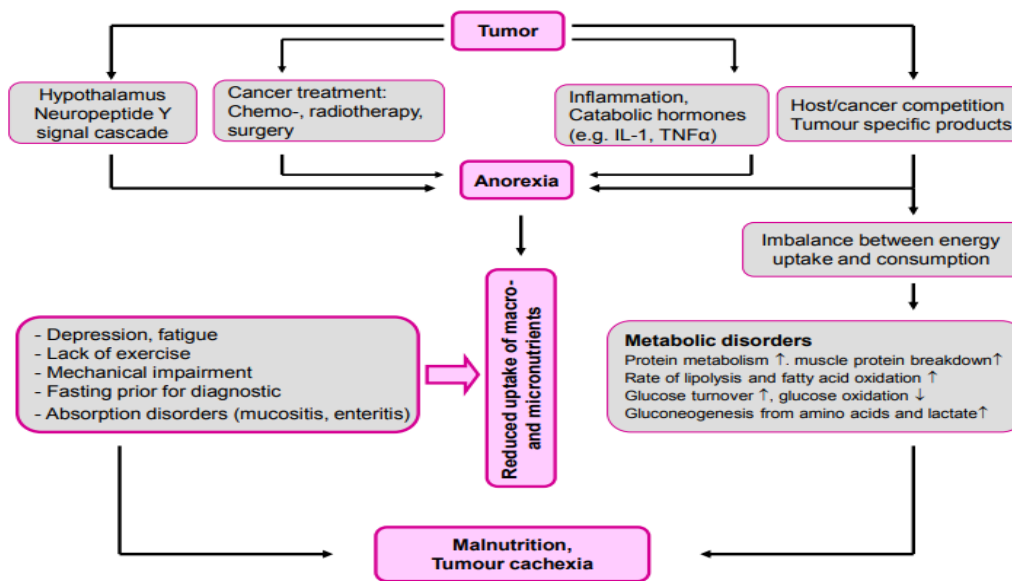 Tumor
Hypothalamus
Neuropeptide Y
signal cascade
Cancer treatment:
Chemo-, radiotherapy,
surgery
Inflammation,
Catabolic hormones
(e.g. IL-1, TNFα)
Host/cancer competition
Tumour specific products
Anorexia
Imbalance between energy
uptake and consumption
Reduced uptake of macro-
and micronutrients
- Depression, fatigue
- Lack of exercise
- Mechanical impairment
- Fasting prior for diagnostic
- Absorption disorders (mucositis, enteritis)
Metabolic disorders
Protein metabolism ↑. muscle protein breakdown↑
Rate of lipolysis and fatty acid oxidation ↑
Glucose turnover ↑, glucose oxidation ↓
Gluconeogenesis from amino acids and lactate↑
Malnutrition,
Tumour cachexia